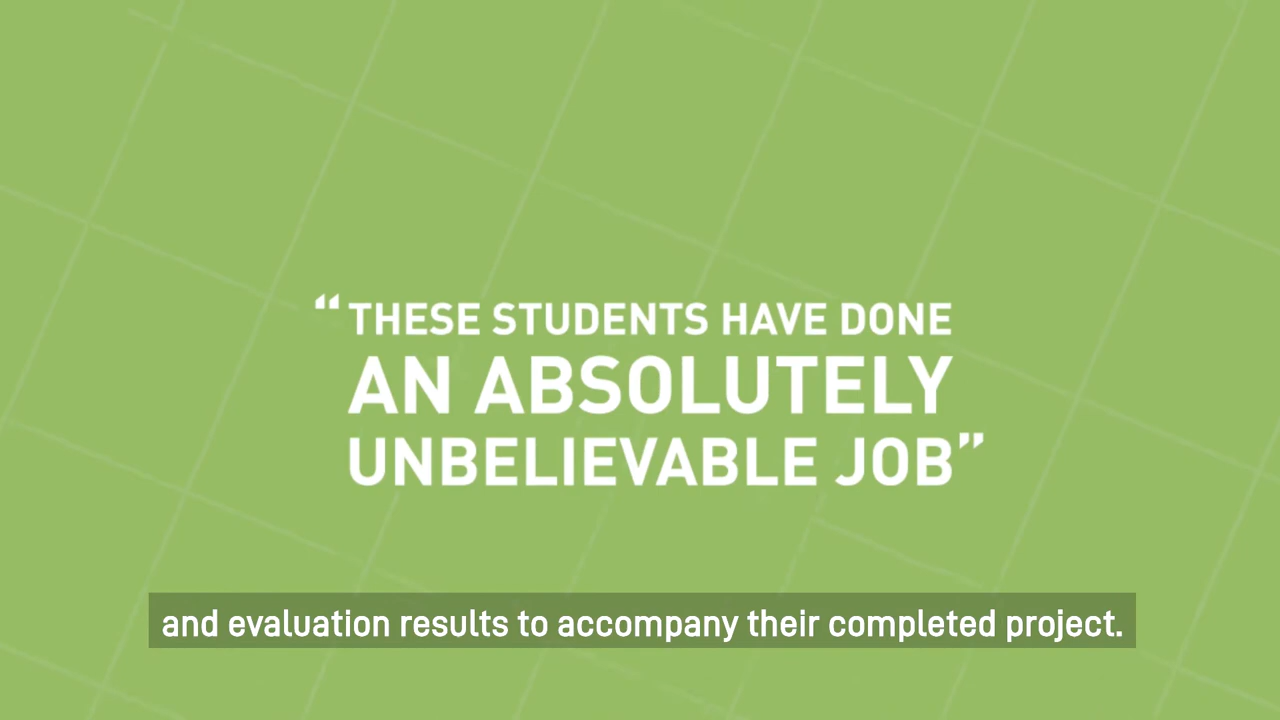 “THESE STUDENTS HAVE DONE
AN ABSOLUTELY
UNBELIEVABLE JOB”
and evaluation results to accompany their completed project.